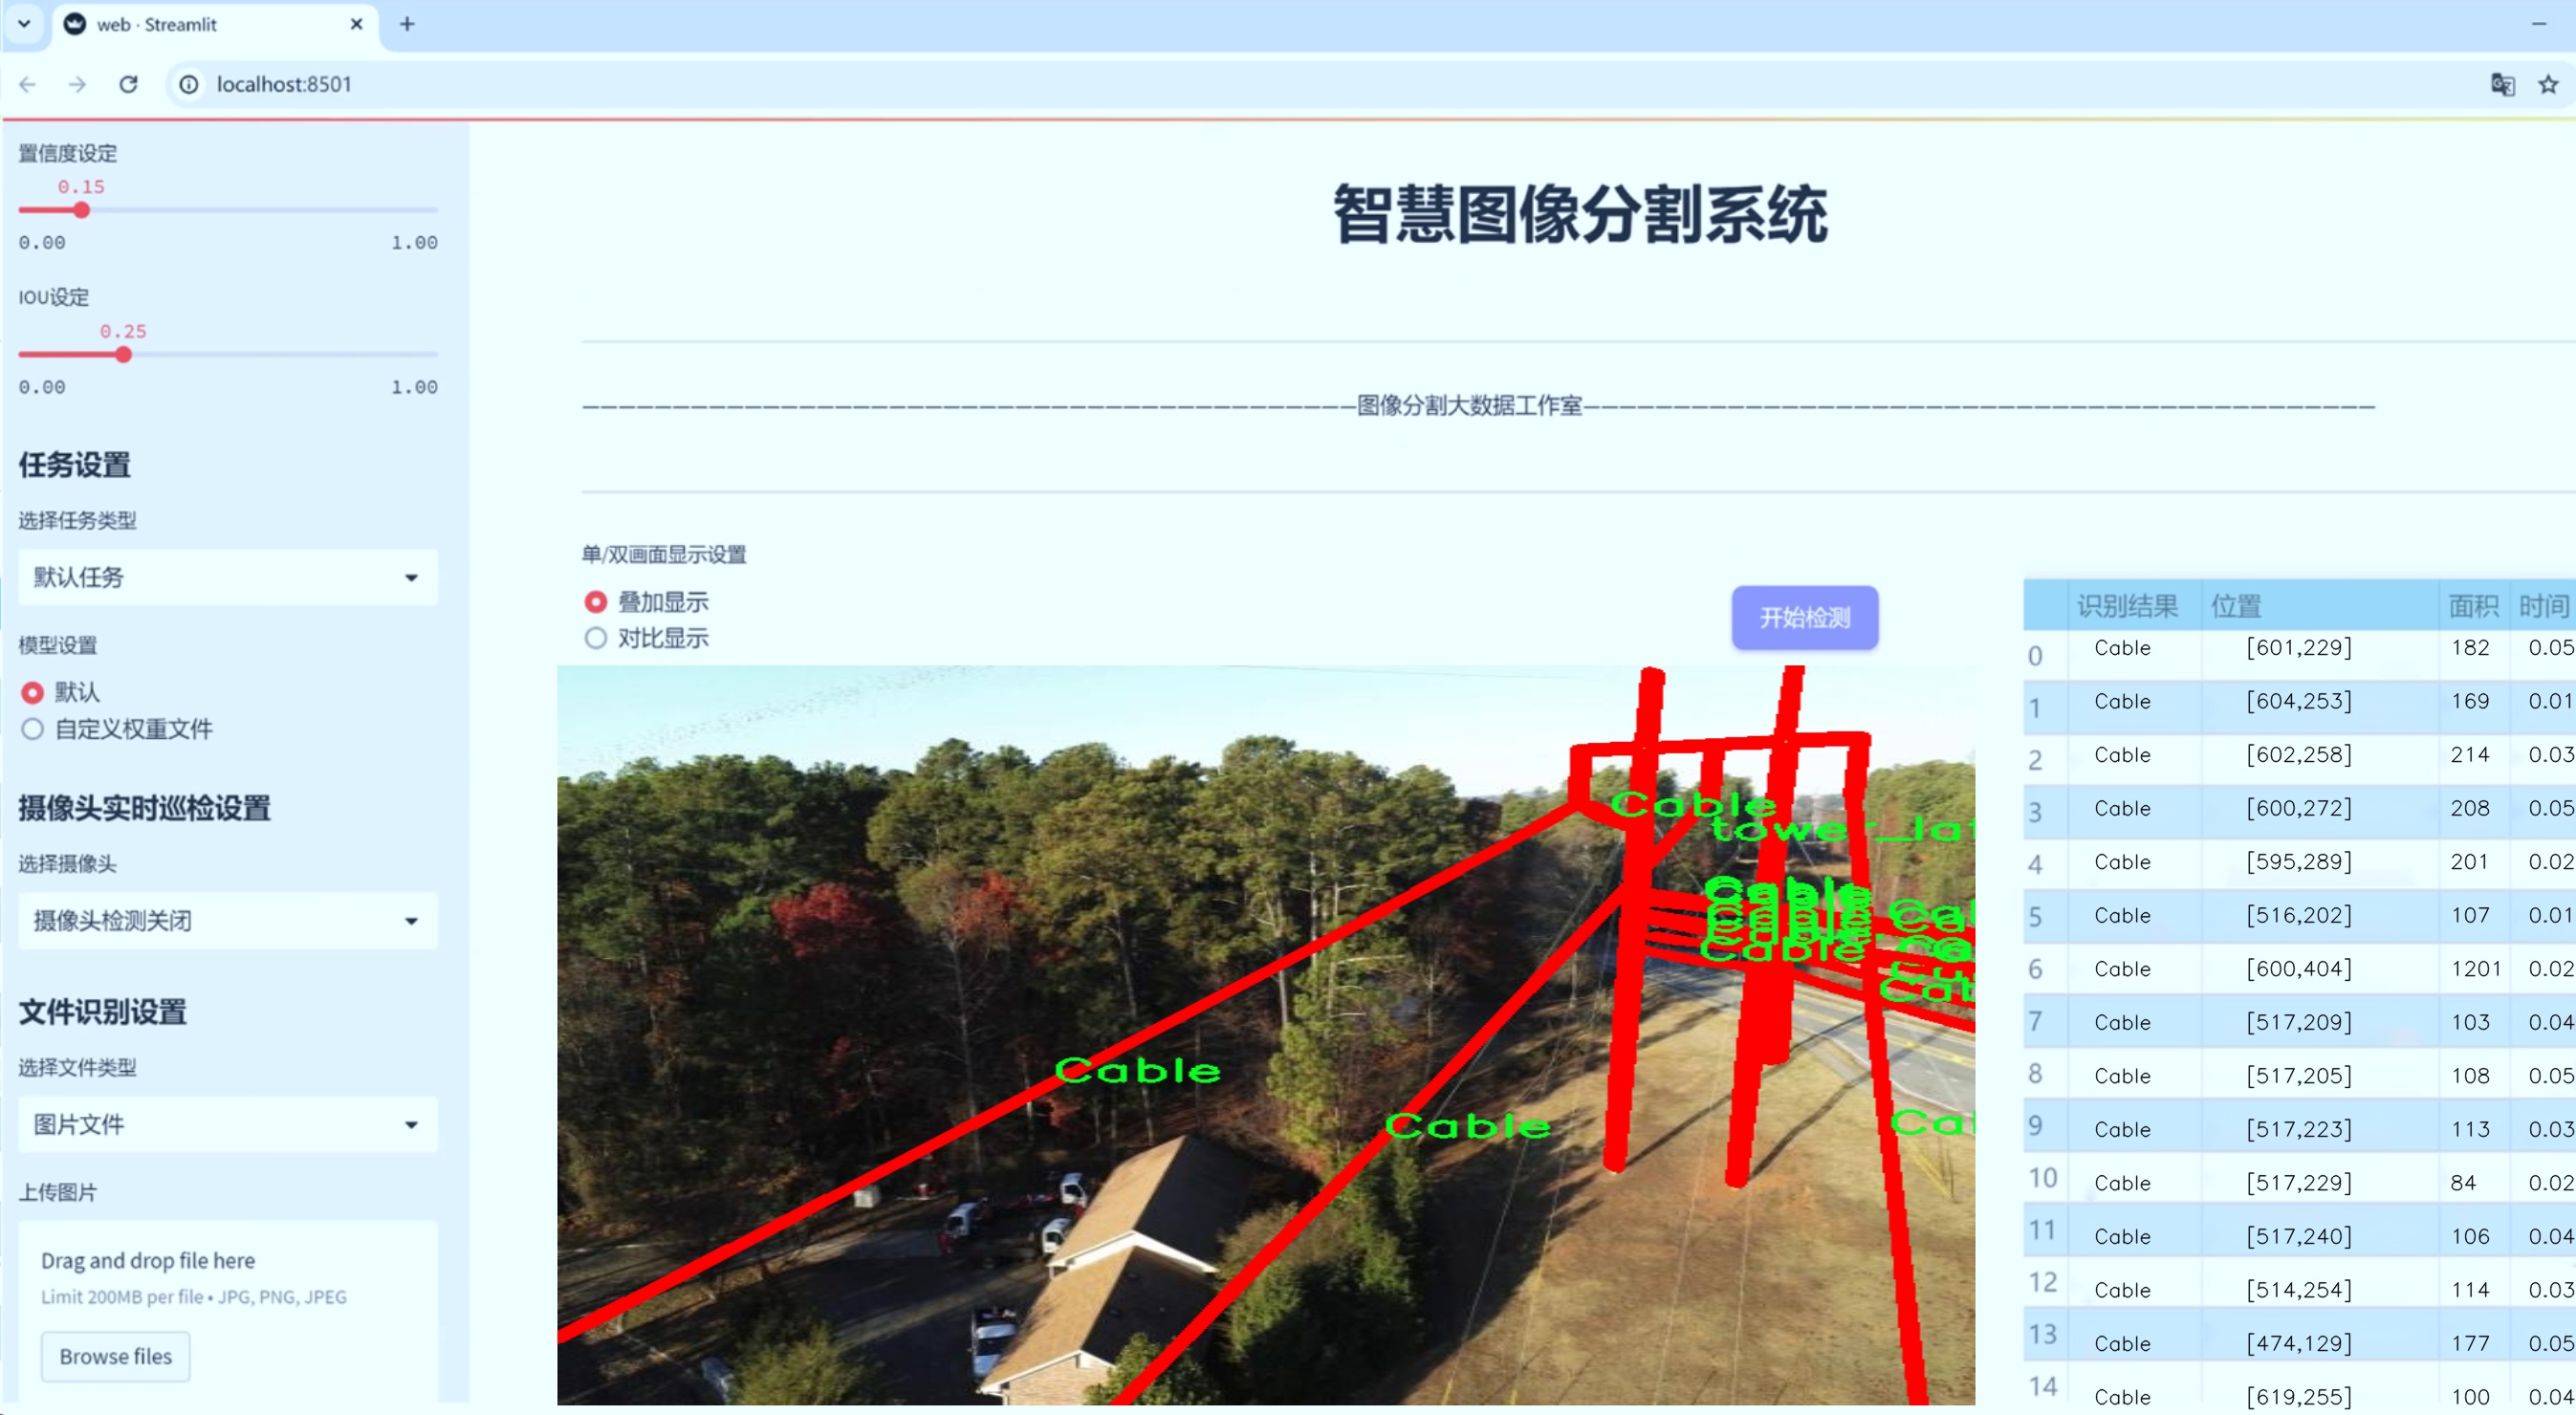 web · Streamlit
localhost:8501
置信度设定
0.15
0.00 1.00
IOU设定
0.25
0.00 1.00
任务设置
选择任务类型
默认任务
模型设置
默认
自定义权重文件
摄像头实时巡检设置
选择摄像头
摄像头检测关闭
文件识别设置
选择文件类型
图片文件
上传图片
Drag and drop file here
Limit 200MB per file • JPG, PNG, JPEG
Browse files
智慧图像分割系统
图像分割大数据工作室
单/双画面显示设置
叠加显示
对比显示
开始检测
Cable
tower_lat
Cable
Cable
Cable
Cable
Cable
识别结果 位置 面积 时间
0 Cable [601,229] 182 0.05
1 Cable [604,253] 169 0.01
2 Cable [602,258] 214 0.03
3 Cable [600,272] 208 0.05
4 Cable [595,289] 201 0.02
5 Cable [516,202] 107 0.01
6 Cable [600,404] 1201 0.02
7 Cable [517,209] 103 0.04
8 Cable [517,205] 108 0.05
9 Cable [517,223] 113 0.03
10 Cable [517,229] 84 0.02
11 Cable [517,240] 106 0.04
12 Cable [514,254] 114 0.03
13 Cable [474,129] 177 0.05
14 Cable [619,255] 100 0.04